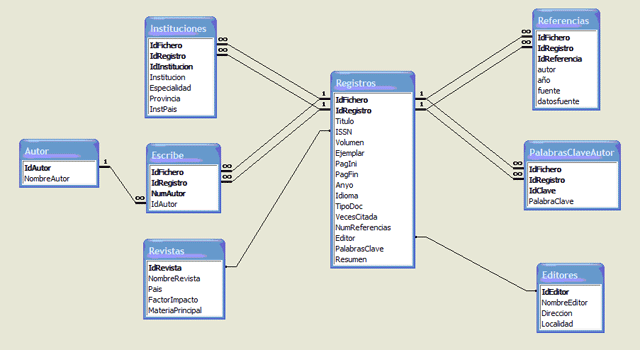 Instituciones
IdFichero
IdRegistro
IdInstitucion
Institucion
Especialidad
Provincia
InstPais
Referencias
IdFichero
IdRegistro
IdReferencia
autor
año
fuente
datosfuente
Registros
IdFichero
IdRegistro
Titulo
ISSN
Volumen
Ejemplar
PagIni
PagFin
Anyo
Idioma
TipoDoc
VecesCitada
NumReferencias
Editor
PalabrasClave
Resumen
Autor
IdAutor
NombreAutor
Escribe
IdFichero
IdRegistro
NumAutor
IdAutor
PalabrasClaveAutor
IdFichero
IdRegistro
IdClave
PalabraClave
Revistas
IdRevista
NombreRevista
Pais
FactorImpacto
MateriaPrincipal
Editores
IdEditor
NombreEditor
Direccion
Localidad
∞
∞
1
1
1
1
∞
∞
1
∞
∞
∞
1
1
1
1
∞
∞